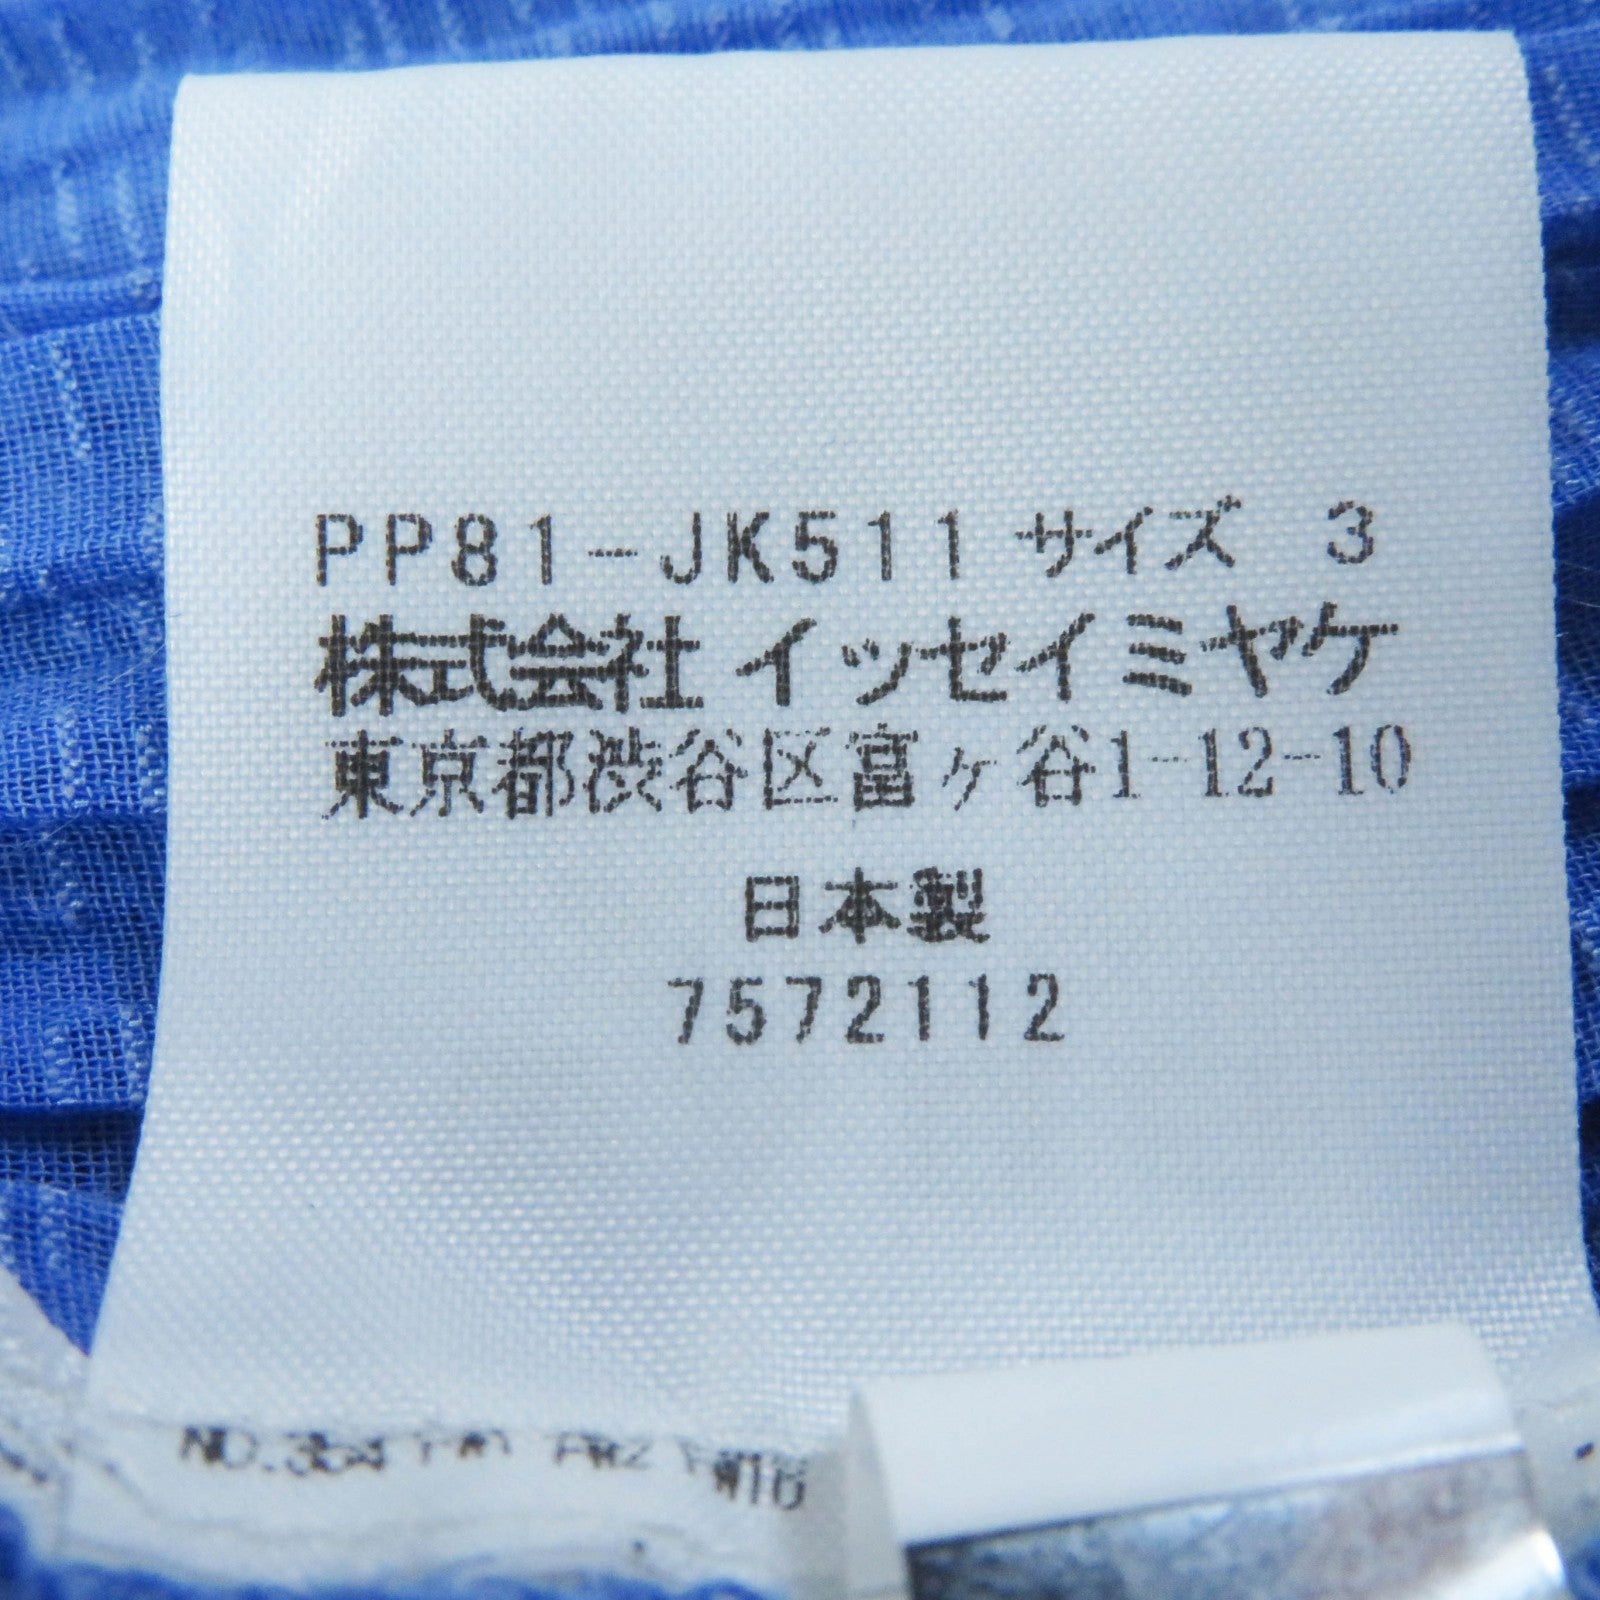 PP81-JK511 サイズ 3
株式会社 イッセイミヤケ
東京都渋谷区富ヶ谷1-12-10
日本製
7572112